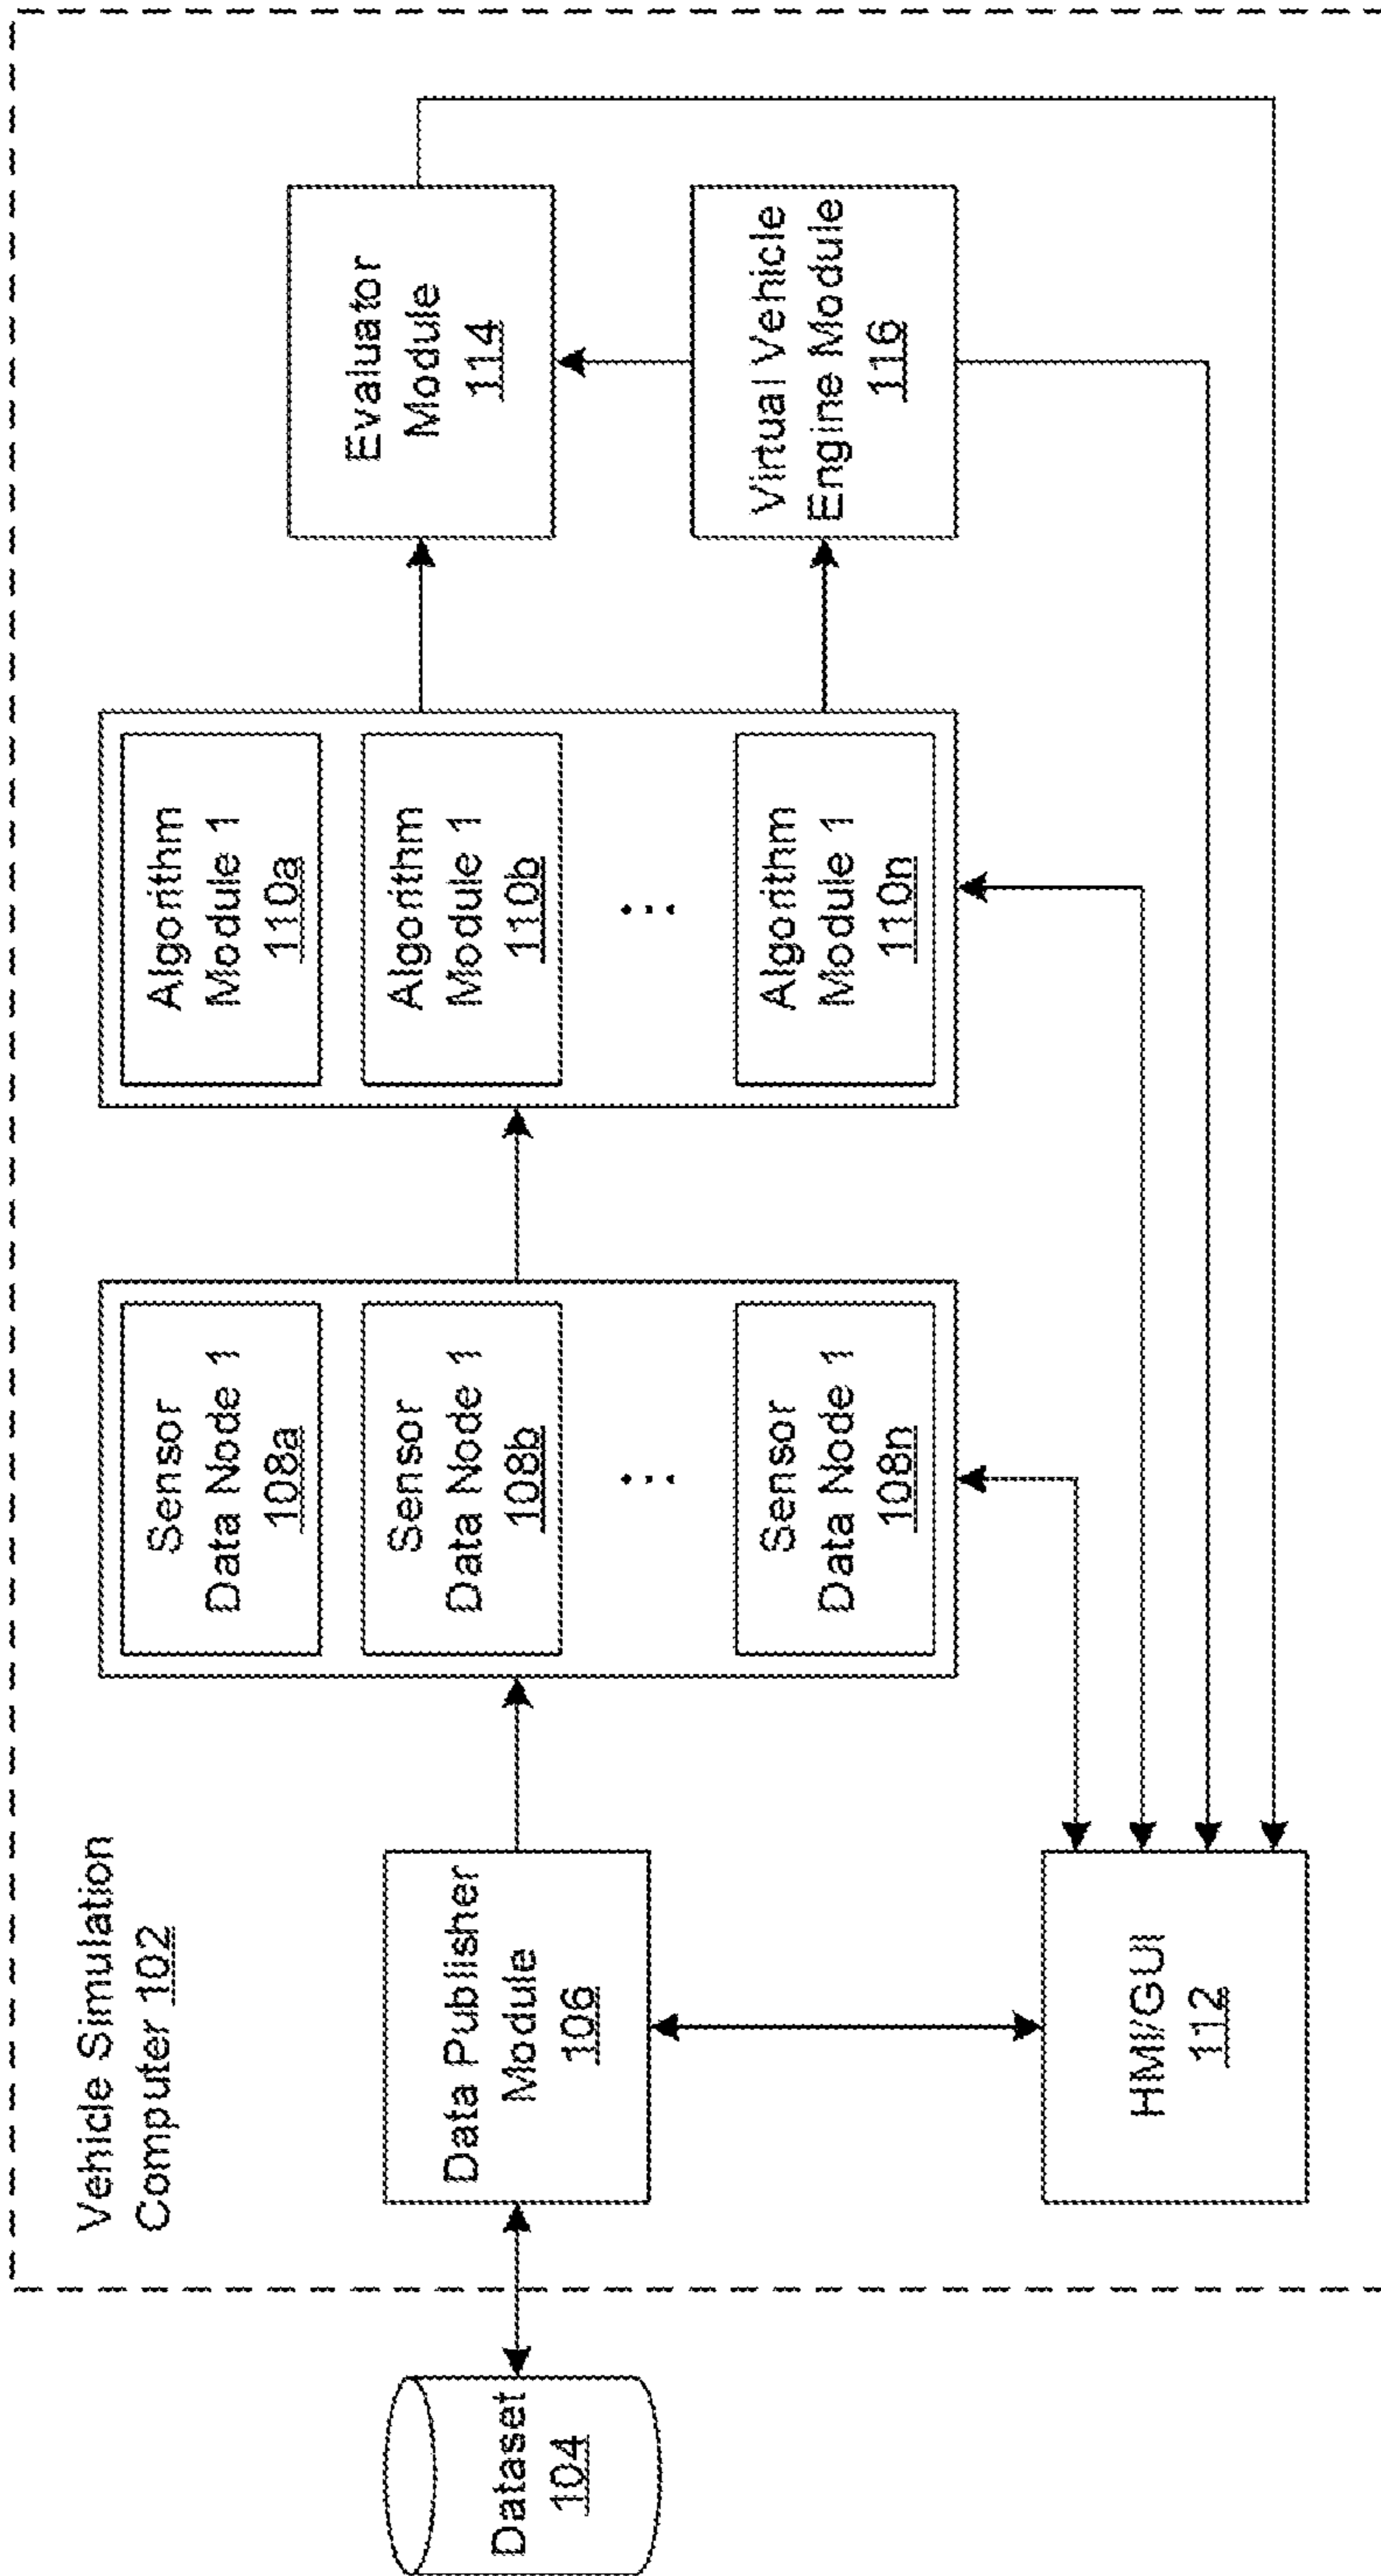 Vehicle Simulation
Computer 102
Dataset
104
Data Publisher
Module
106
HMI/GUI
112
Sensor
Data Node 1
108a
Sensor
Data Node 1
108b
...
Sensor
Data Node 1
108n
Algorithm
Module 1
110a
Algorithm
Module 1
110b
...
Algorithm
Module 1
110n
Evaluator
Module
114
Virtual Vehicle
Engine Module
116